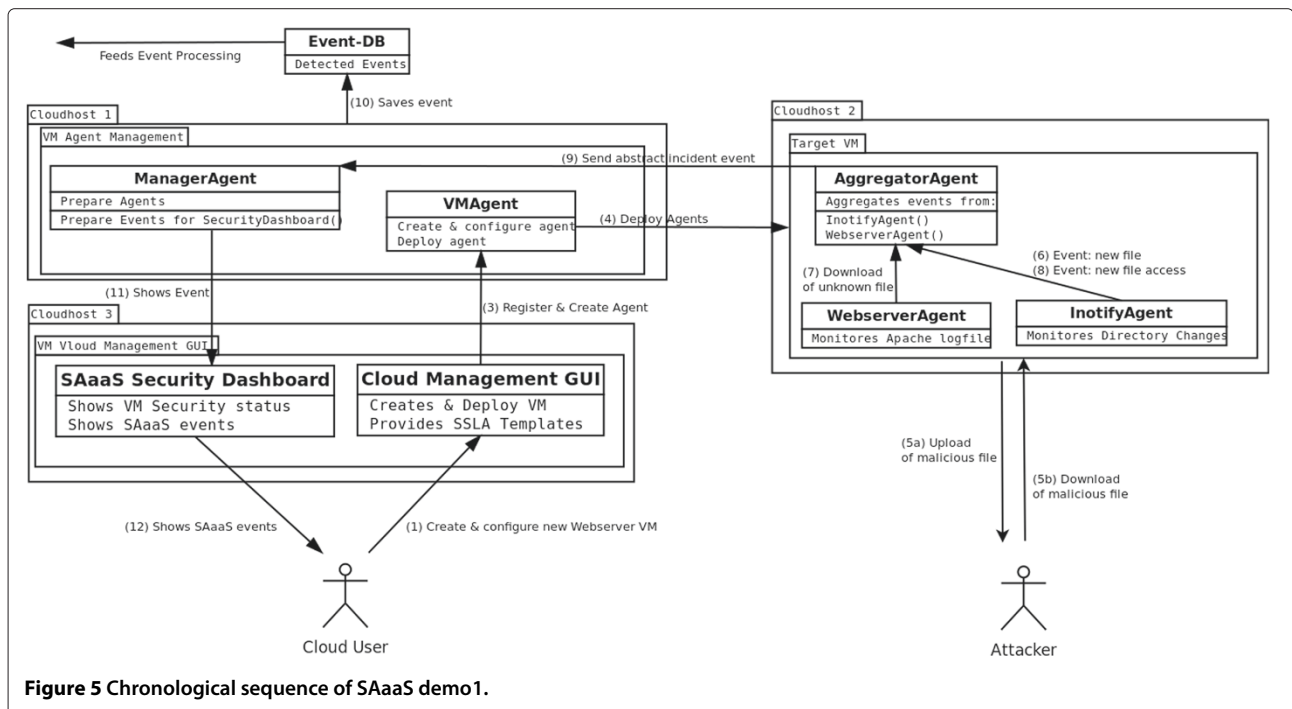 Event-DB
Detected Events
Feeds Event Processing
(10) Saves event
Cloudhost 1
VM Agent Management
ManagerAgent
Prepare Agents
Prepare Events for SecurityDashboard()
VMAgent
Create & configure agent
Deploy agent
(9) Send abstract incident event
(4) Deploy Agents
Cloudhost 2
Target VM
AggregatorAgent
Aggregates events from:
InotifyAgent()
WebserverAgent()
(6) Event: new file
(8) Event: new file access
(7) Download
of unknown file
WebserverAgent
Monitores Apache logfile
InotifyAgent
Monitores Directory Changes
(11) Shows Event
(3) Register & Create Agent
Cloudhost 3
VM Vloud Management GUI
SAaaS Security Dashboard
Shows VM Security status
Shows SAaaS events
Cloud Management GUI
Creates & Deploy VM
Provides SSLA Templates
(5a) Upload
of malicious file
(5b) Download
of malicious file
(12) Shows SAaaS events
(1) Create & configure new Webserver VM
Cloud User
Attacker
Figure 5 Chronological sequence of SAaaS demo1.